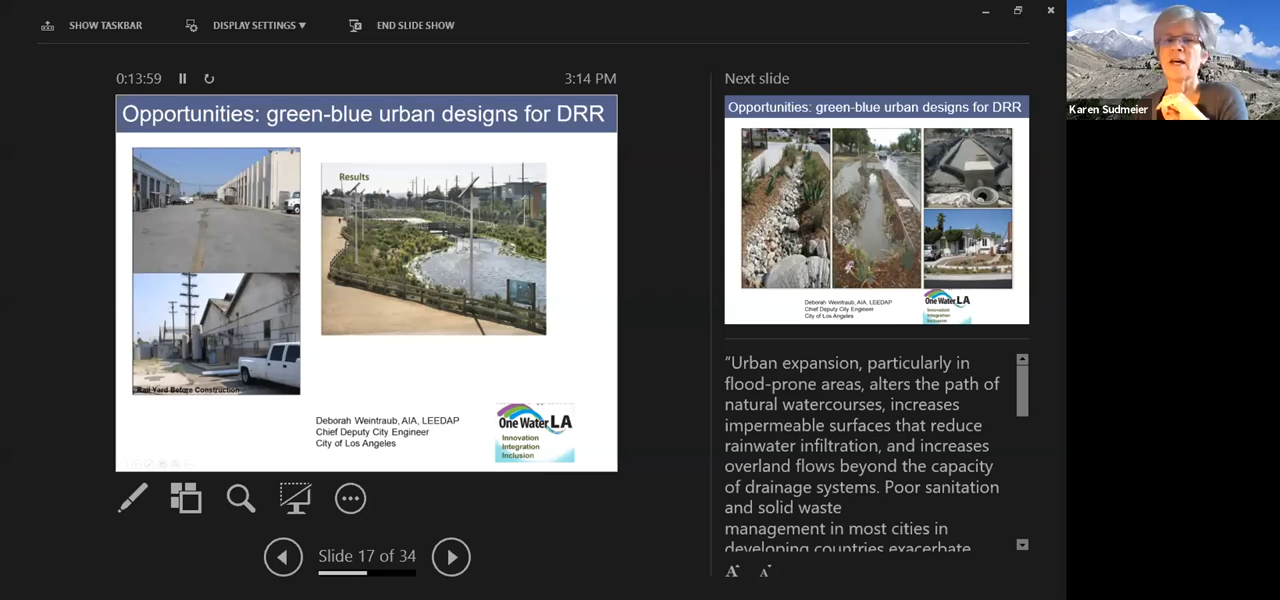 SHOW TASKBAR
DISPLAY SETTINGS ▼
END SLIDE SHOW
0:13:59
3:14 PM
Opportunities: green-blue urban designs for DRR
Results
Rail Yard Before Construction
Deborah Weintraub, AIA, LEEDAP
Chief Deputy City Engineer
City of Los Angeles
One Water LA
Innovation
Integration
Inclusion
Slide 17 of 34
Next slide
Opportunities: green-blue urban designs for DRR
Deborah Weintraub, AIA, LEEDAP
Chief Deputy City Engineer
City of Los Angeles
One Water LA
Innovation
Integration
Inclusion
"Urban expansion, particularly in
flood-prone areas, alters the path of
natural watercourses, increases
impermeable surfaces that reduce
rainwater infiltration, and increases
overland flows beyond the capacity
of drainage systems. Poor sanitation
and solid waste
management in most cities in
developing countries exacerbate
A
A
Karen Sudmeier